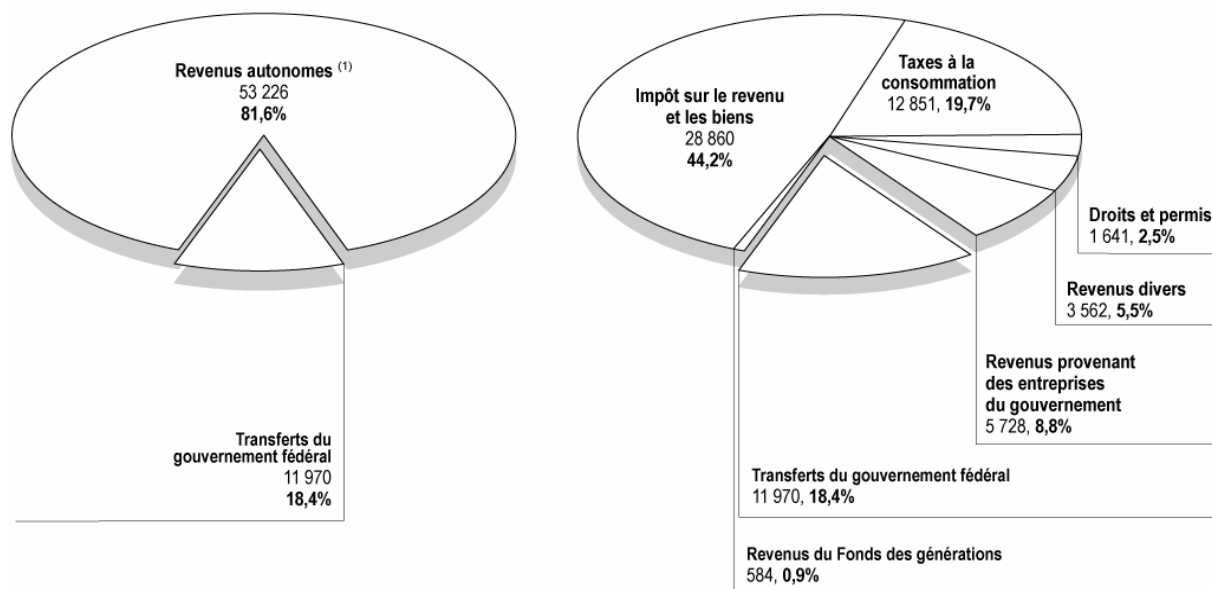 Revenus autonomes (1)
53 226
81,6%
Transferts du
gouvernement fédéral
11 970
18,4%
Impôt sur le revenu
et les biens
28 860
44,2%
Taxes à la
consommation
12 851, 19,7%
Droits et permis
1 641, 2,5%
Revenus divers
3 562, 5,5%
Revenus provenant
des entreprises
du gouvernement
5 728, 8,8%
Transferts du gouvernement fédéral
11 970, 18,4%
Revenus du Fonds des générations
584, 0,9%